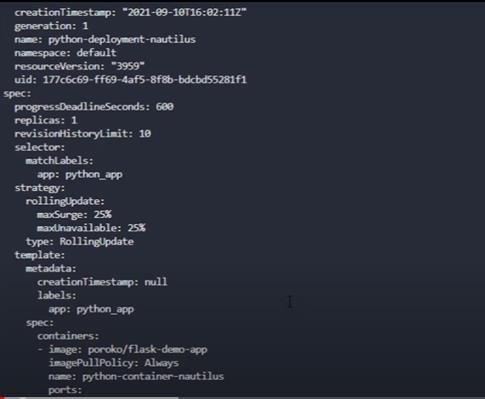 creationTimestamp: "2021-09-10T16:02:11Z"
generation: 1
name: python-deployment-nautilus
namespace: default
resourceVersion: "3959"
uid: 177c6c69-ff69-4af5-8f8b-bdcbd55281f1
spec:
progressDeadlineSeconds: 600
replicas: 1
revisionHistoryLimit: 10
selector:
matchLabels:
app: python_app
strategy:
rollingUpdate:
maxSurge: 25%
maxUnavailable: 25%
type: RollingUpdate
template:
metadata:
creationTimestamp: null
labels:
app: python_app
spec:
containers:
- image: poroko/flask-demo-app
imagePullPolicy: Always
name: python-container-nautilus
ports: